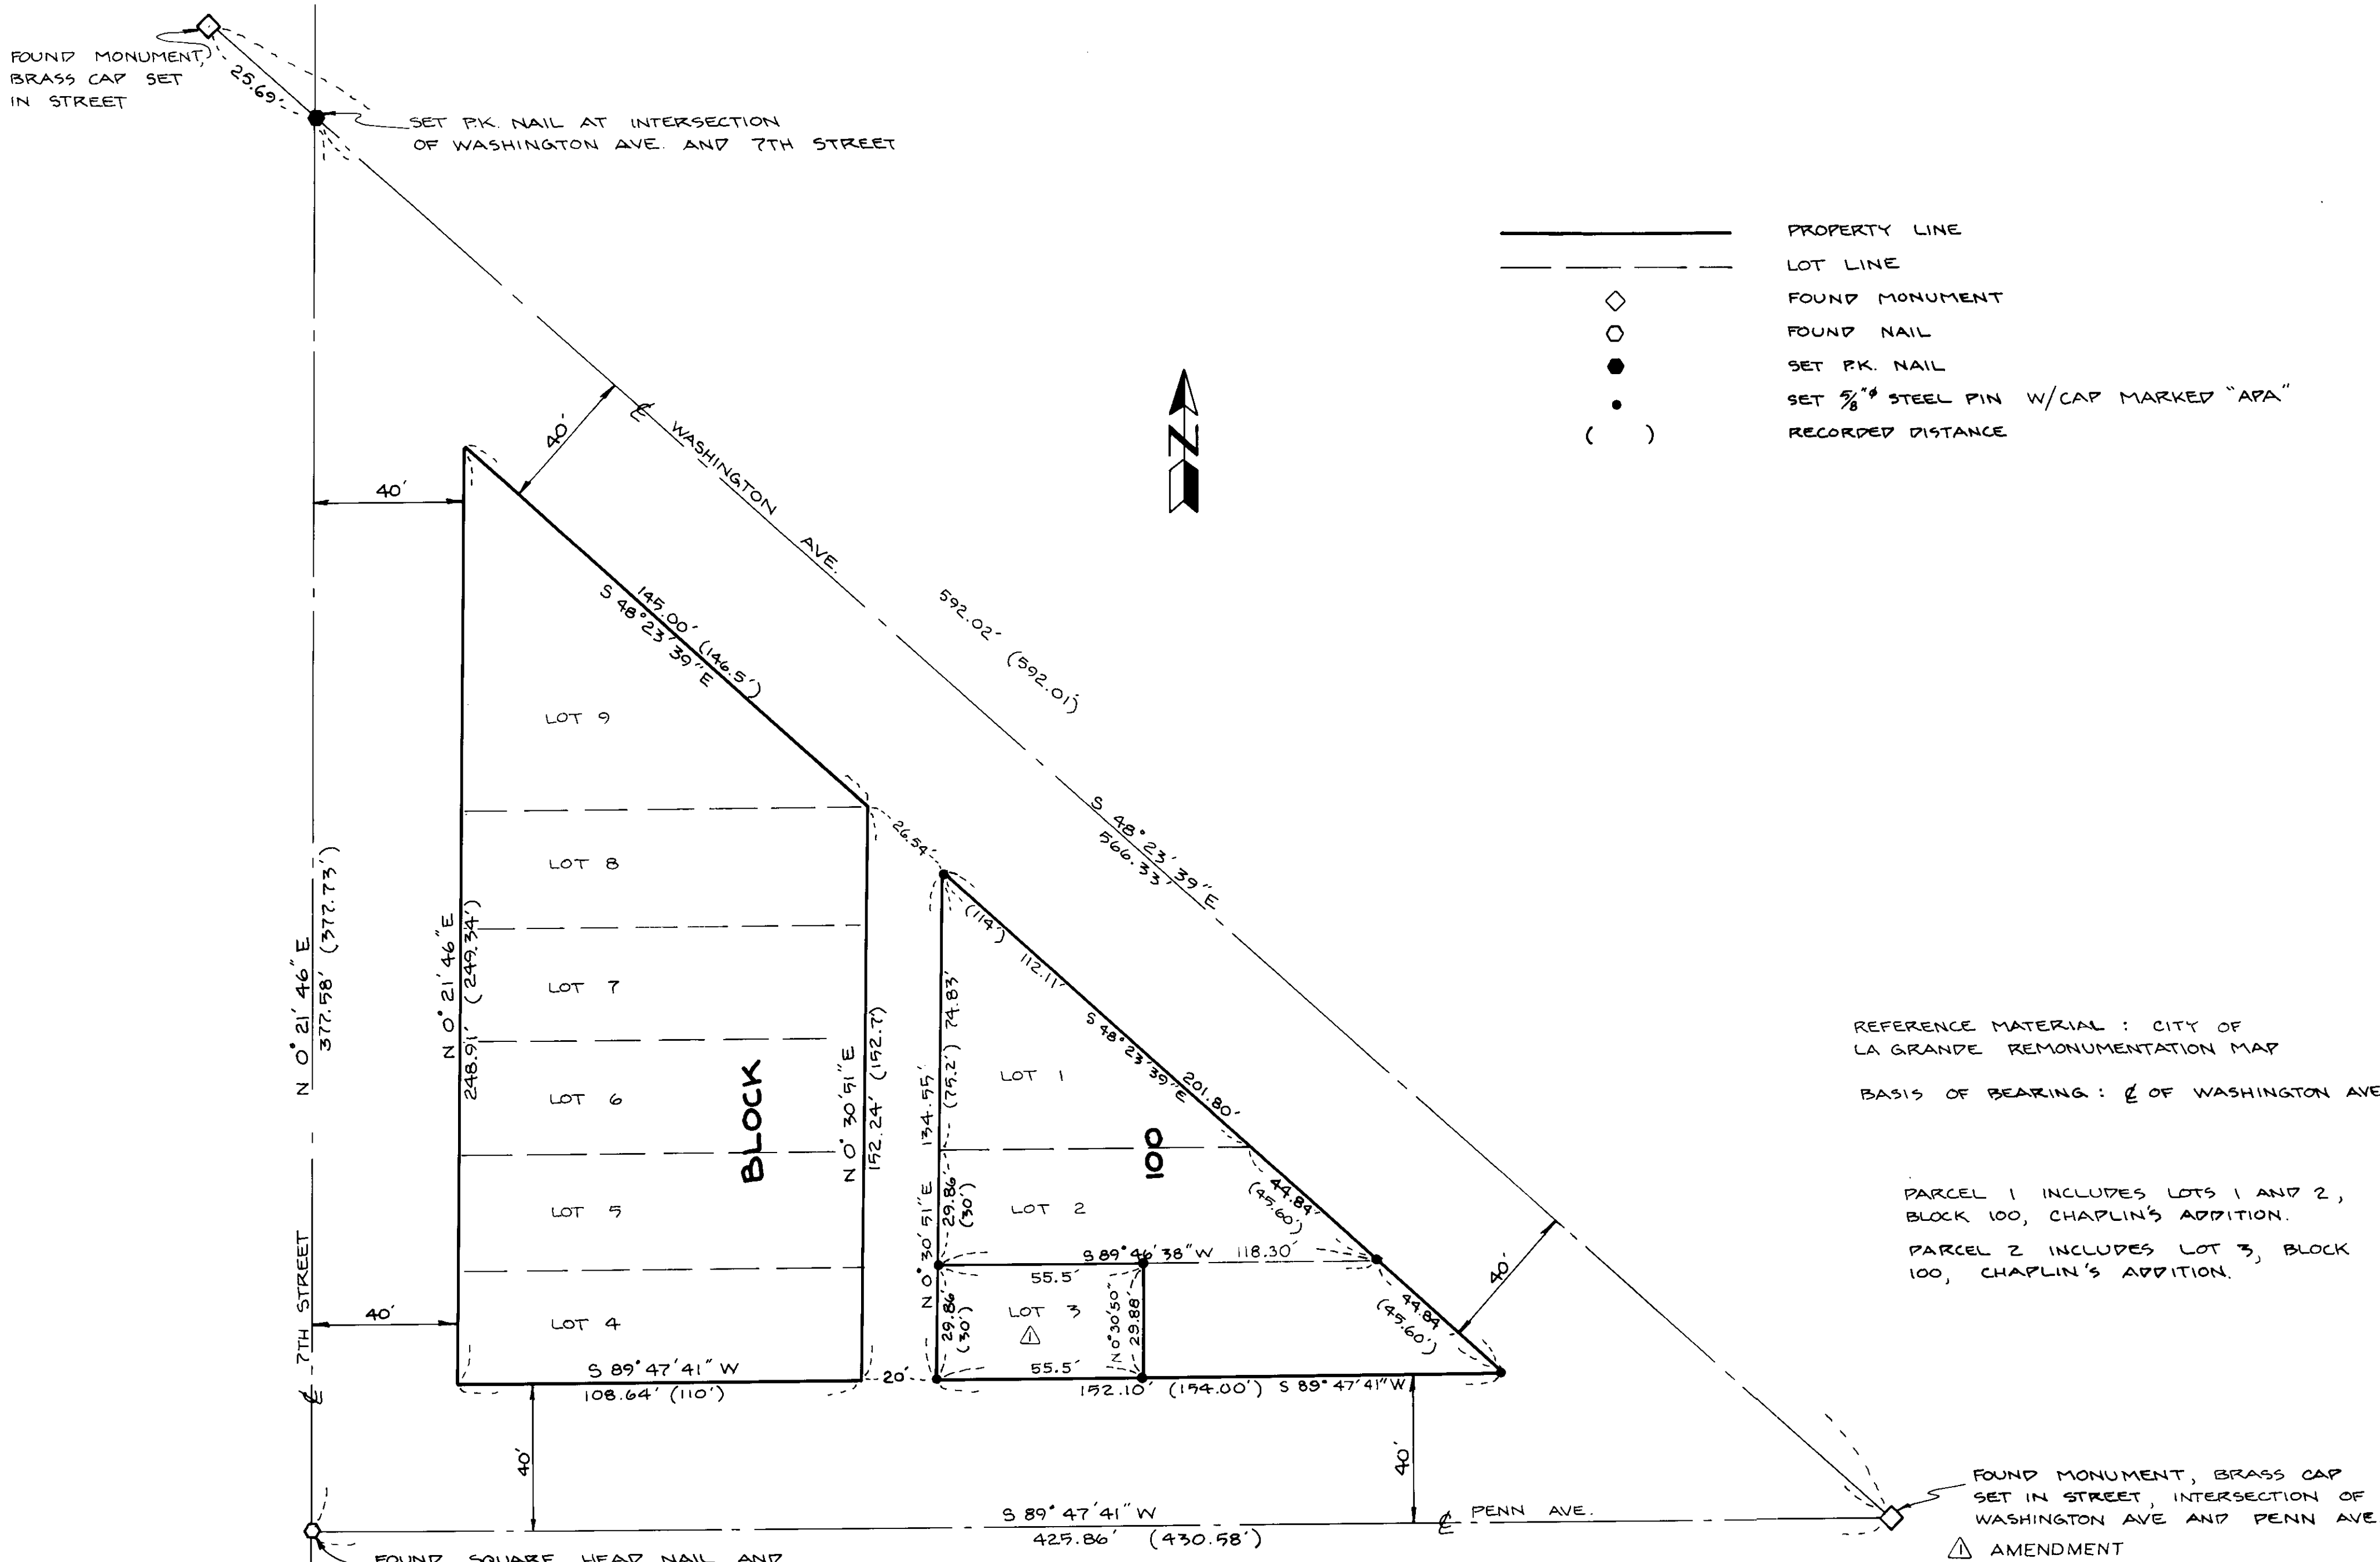 FOUND MONUMENT,
BRASS CAP SET
IN STREET
25.69'
SET P.K. NAIL AT INTERSECTION
OF WASHINGTON AVE. AND 7TH STREET
PROPERTY LINE
LOT LINE
FOUND MONUMENT
FOUND NAIL
SET P.K. NAIL
SET 5/8"ø STEEL PIN W/CAP MARKED "APA"
( ) RECORDED DISTANCE
N
40'
40'
℄ WASHINGTON AVE.
592.02' (592.01')
S 48° 23' 39" E
566.33'
145.00' (146.5')
S 48° 23' 39" E
LOT 9
LOT 8
LOT 7
LOT 6
LOT 5
LOT 4
26.54'
N 0° 21' 46" E
377.58' (377.73')
N 0° 21' 46" E
248.91' (249.34')
BLOCK
100
N 0° 30' 51" E
152.24' (152.7')
N 0° 30' 51" E 134.55'
(75.2') 74.83'
(114')
112.11'
S 48° 23' 39" E
201.80'
LOT 1
LOT 2
29.86'
(30')
44.84'
(45.60')
S 89° 46' 38" W 118.30'
55.5'
LOT 3
1
29.86'
(30')
N 0° 30' 50"
29.88'
44.84'
(45.60')
40'
55.5'
20'
152.10' (154.00') S 89° 47' 41" W
S 89° 47' 41" W
108.64' (110')
40'
℄ 7TH STREET
40'
40'
S 89° 47' 41" W
425.86' (430.58')
℄ PENN AVE.
REFERENCE MATERIAL : CITY OF
LA GRANDE REMONUMENTATION MAP
BASIS OF BEARING : ℄ OF WASHINGTON AVE
PARCEL 1 INCLUDES LOTS 1 AND 2,
BLOCK 100, CHAPLIN'S ADDITION.
PARCEL 2 INCLUDES LOT 3, BLOCK
100, CHAPLIN'S ADDITION.
FOUND MONUMENT, BRASS CAP
SET IN STREET, INTERSECTION OF
WASHINGTON AVE AND PENN AVE
1 AMENDMENT
FOUND SQUARE HEAD NAIL AND